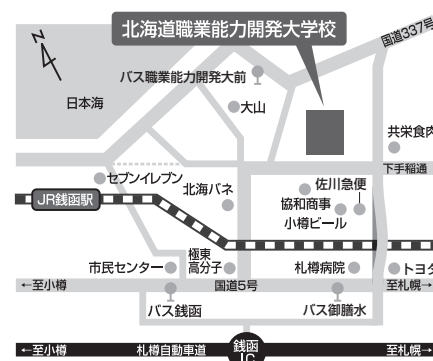 北海道職業能力開発大学校
国道337号
N
バス職業能力開発大前
日本海
大山
共栄食肉
下手稲通
セブンイレブン
佐川急便
北海バネ
協和商事
JR銭函駅
小樽ビール
極東
高分子
市民センター
札樽病院
トヨタ
←至小樽
国道5号
至札幌→
バス銭函
バス御膳水
←至小樽
札樽自動車道
銭函
IC
至札幌→